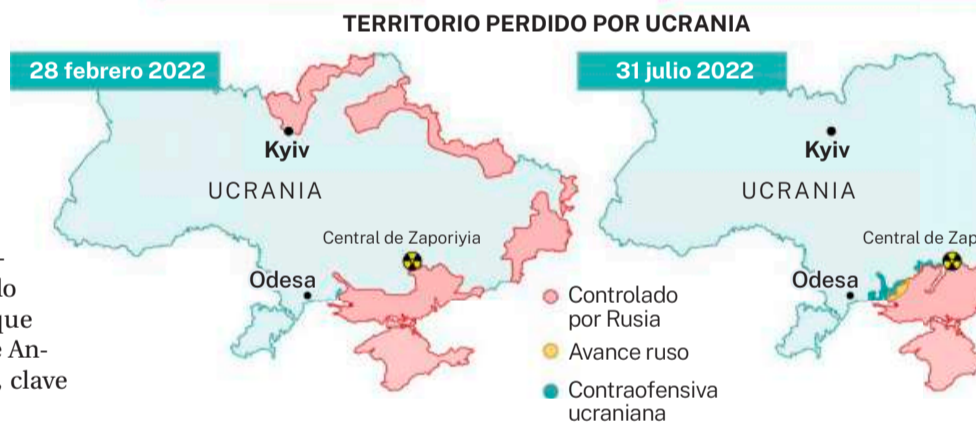 TERRITORIO PERDIDO POR UCRANIA
28 febrero 2022
Kyiv
UCRANIA
Central de Zaporiyia
Odesa
Controlado
por Rusia
Avance ruso
Contraofensiva
ucraniana
31 julio 2022
Kyiv
UCRANIA
Central de Zap
Odesa
-
do
que
e An-
, clave